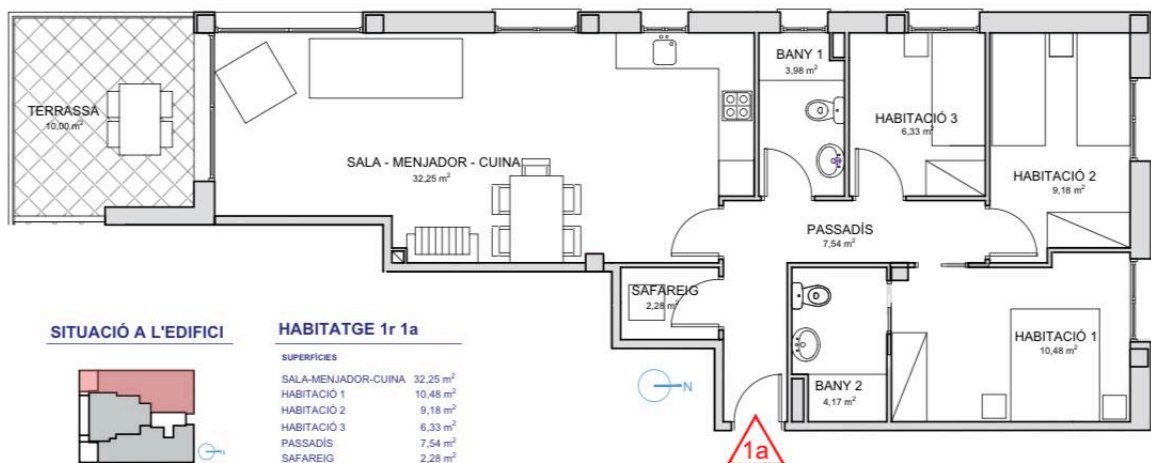 BANY 1
3,98 m²
TERRASSA
10,00 m²
HABITACIÓ 3
6,33 m²
SALA - MENJADOR - CUINA
32,25 m²
HABITACIÓ 2
9,18 m²
PASSADÍS
7,54 m²
SAFAREIG
2,28 m²
HABITACIÓ 1
10,48 m²
BANY 2
4,17 m²
N
1a
SITUACIÓ A L'EDIFICI
N
HABITATGE 1r 1a
SUPERFÍCIES
SALA-MENJADOR-CUINA 32,25 m²
HABITACIÓ 1 10,48 m²
HABITACIÓ 2 9,18 m²
HABITACIÓ 3 6,33 m²
PASSADÍS 7,54 m²
SAFAREIG 2,28 m²